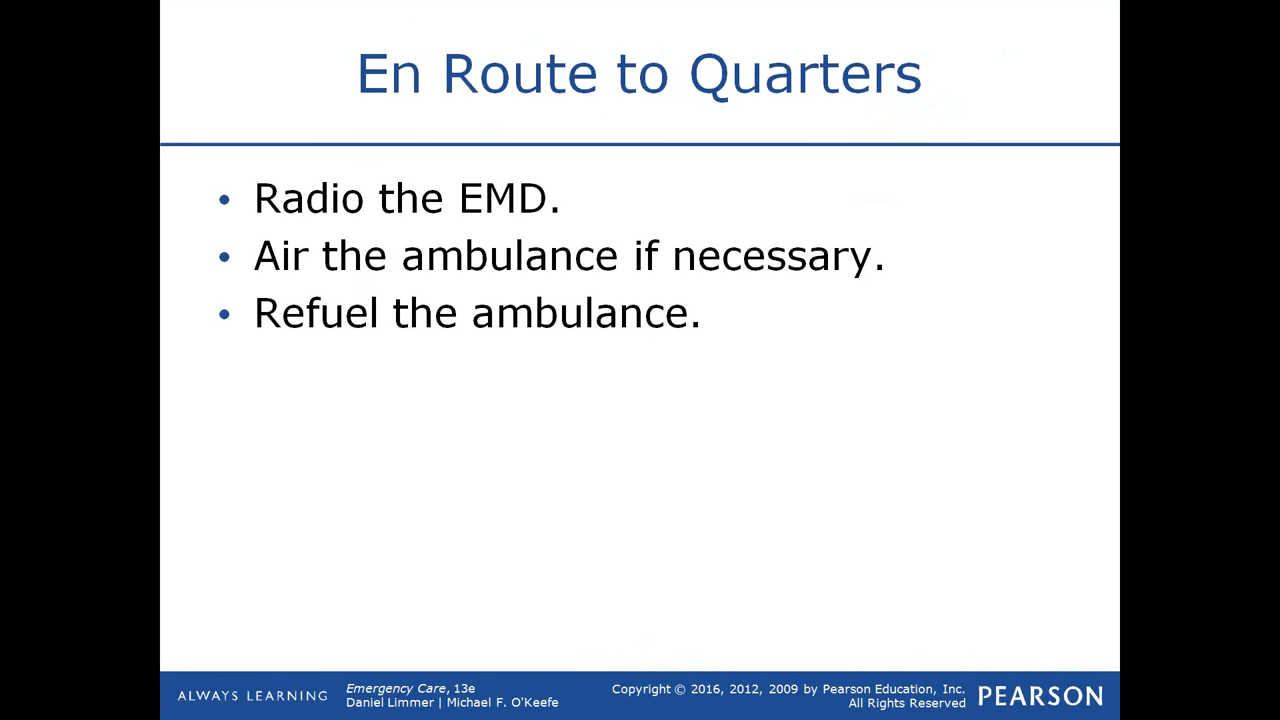 En Route to Quarters
• Radio the EMD.
• Air the ambulance if necessary.
• Refuel the ambulance.
ALWAYS LEARNING
Emergency Care, 13e
Daniel Limmer | Michael F. O'Keefe
Copyright © 2016, 2012, 2009 by Pearson Education, Inc.
All Rights Reserved
PEARSON